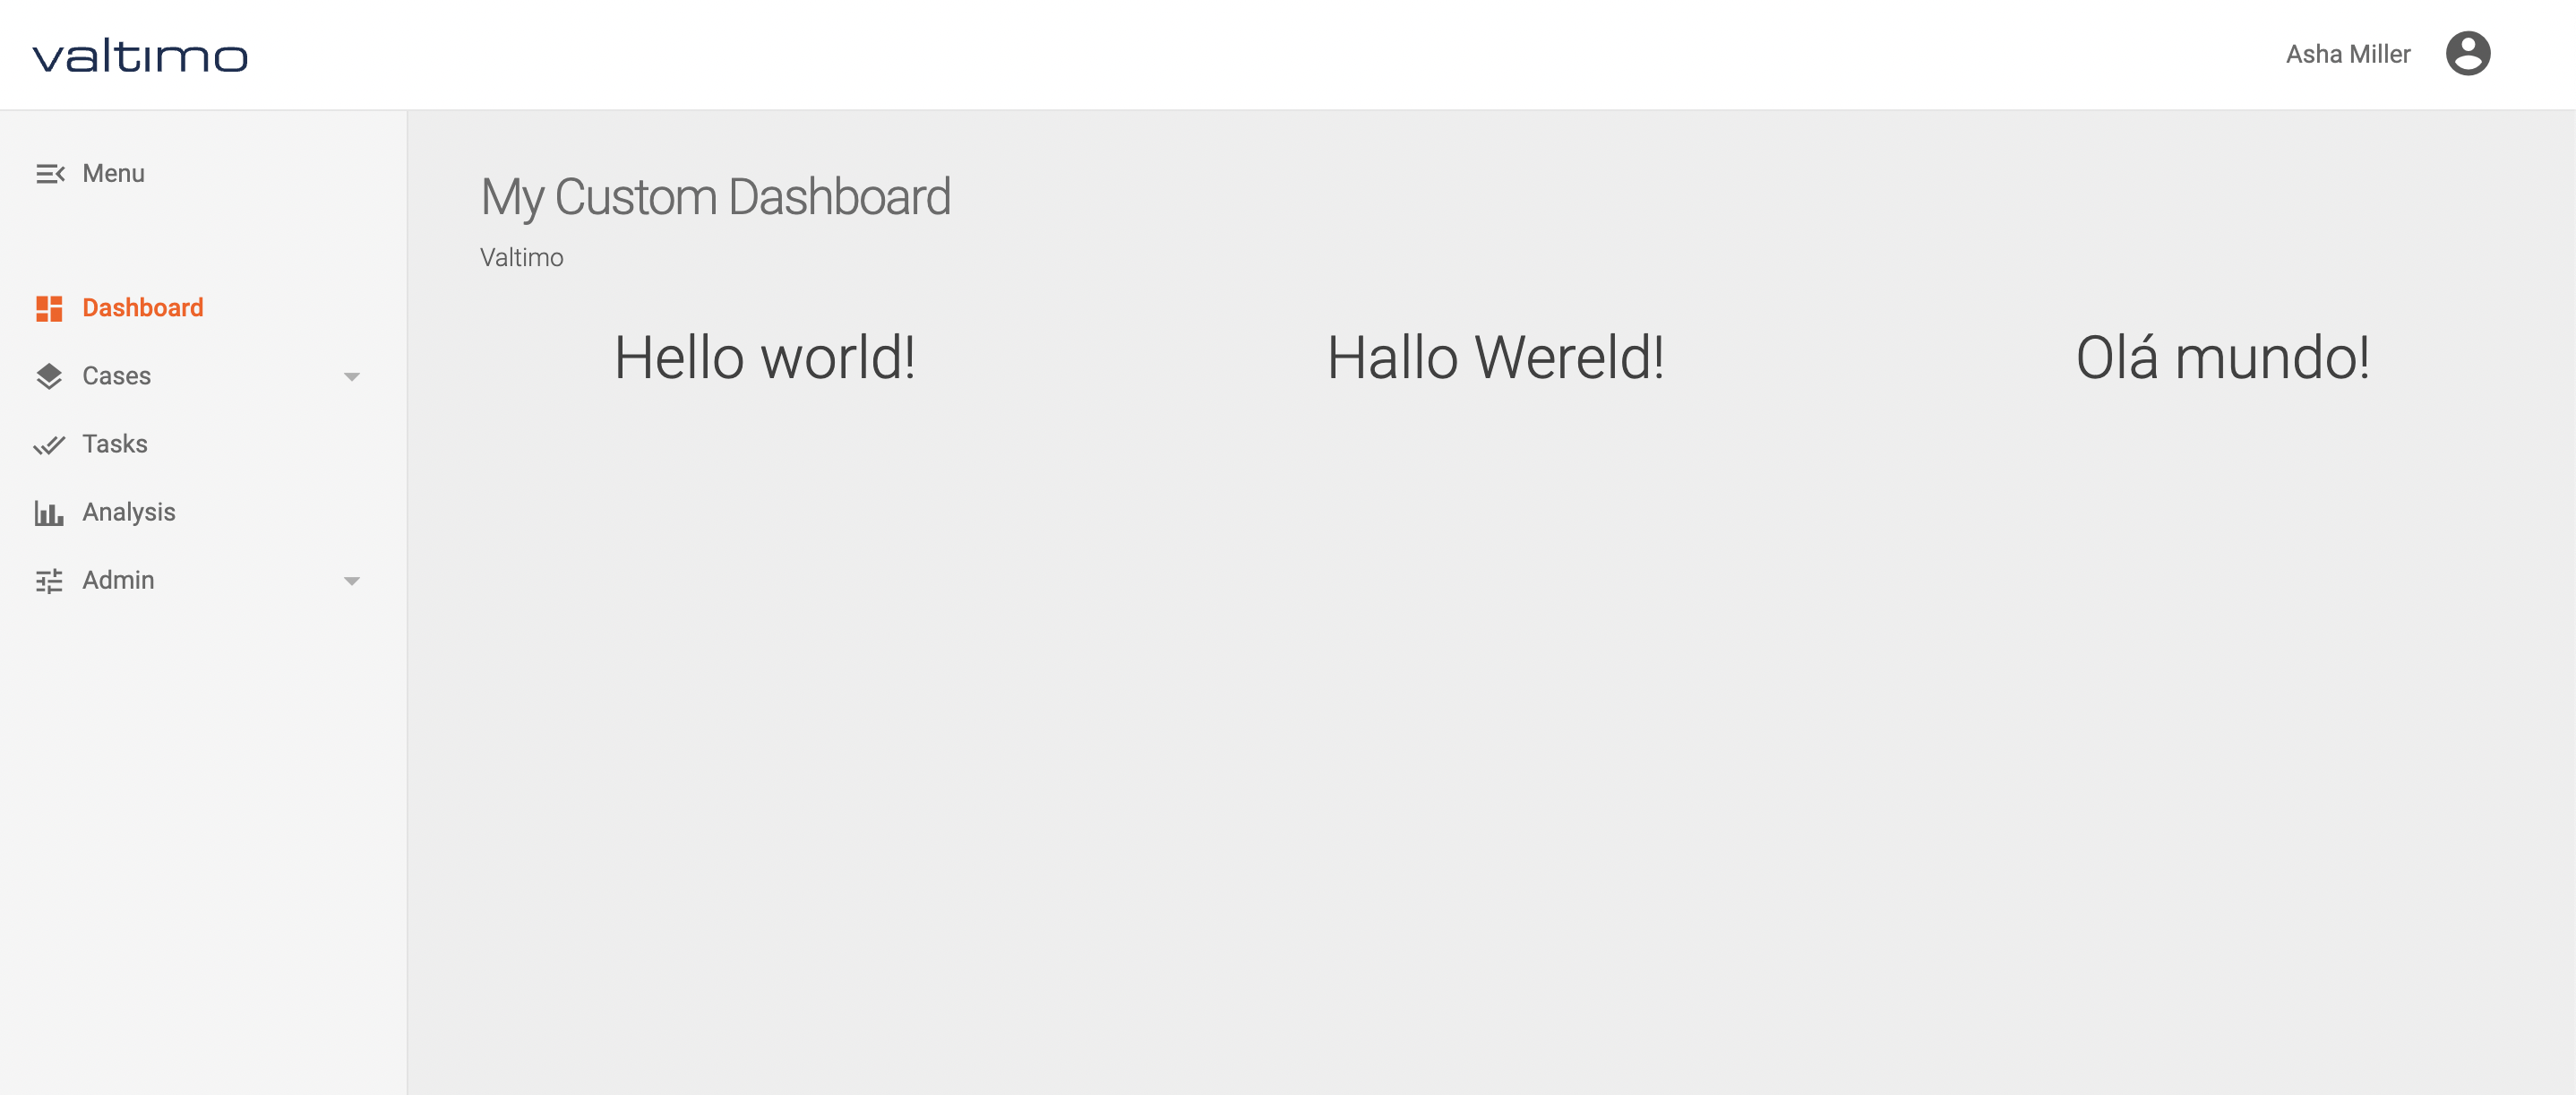 valtimo
Asha Miller
Menu
Dashboard
Cases
Tasks
Analysis
Admin
My Custom Dashboard
Valtimo
Hello world!
Hallo Wereld!
Olá mundo!